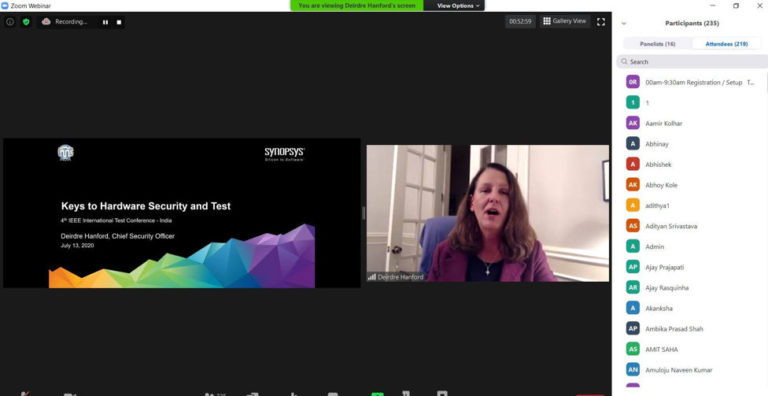 Zoom Webinar
You are viewing Deirdre Hanford's screen
View Options
Recording...
00:52:59
Gallery View
SYNOPSYS
Silicon to Software
Keys to Hardware Security and Test
4th IEEE International Test Conference - India
Deirdre Hanford, Chief Security Officer
July 13, 2020
Deirdre Hanford
Participants (235)
Panelists (16)
Attendees (219)
Search
0R 00am-9:30am Registration / Setup T...
1 1
AK Aamir Kolhar
A Abhinay
A Abhishek
AK Abhoy Kole
A adithya1
AS Adityan Srivastava
A Admin
AP Ajay Prajapati
AR Ajay Rasquinha
A Akanksha
AP Ambika Prasad Shah
AS AMIT SAHA
AN Amuloju Naveen Kumar